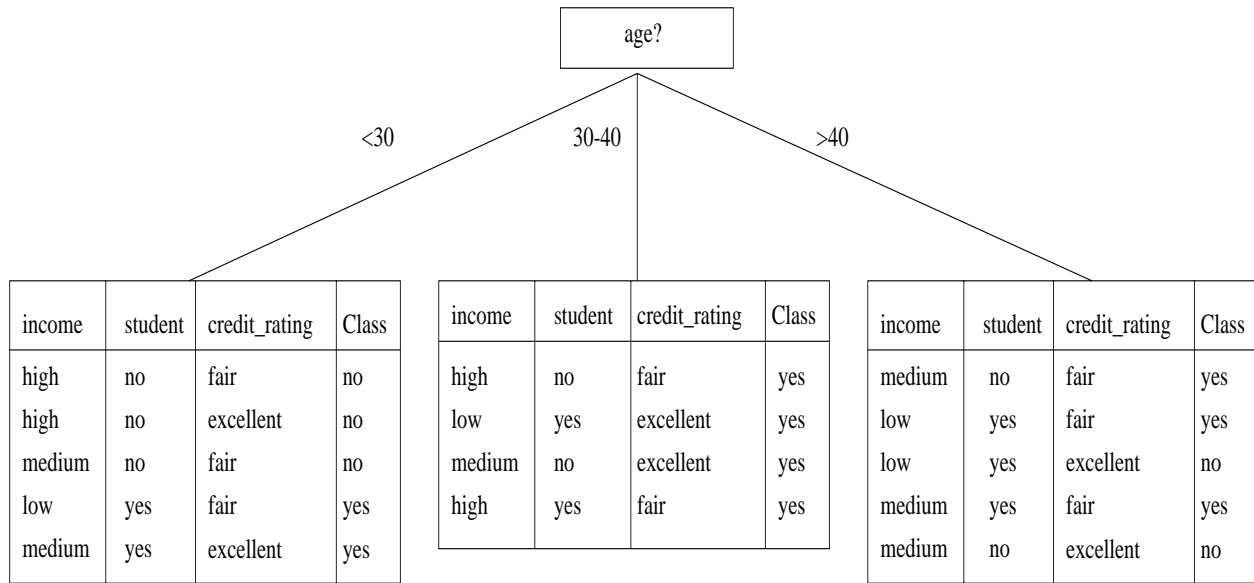 age?
<30 30-40 >40
income student credit_rating Class
high no fair no
high no excellent no
medium no fair no
low yes fair yes
medium yes excellent yes
income student credit_rating Class
high no fair yes
low yes excellent yes
medium no excellent yes
high yes fair yes
income student credit_rating Class
medium no fair yes
low yes fair yes
low yes excellent no
medium yes fair yes
medium no excellent no